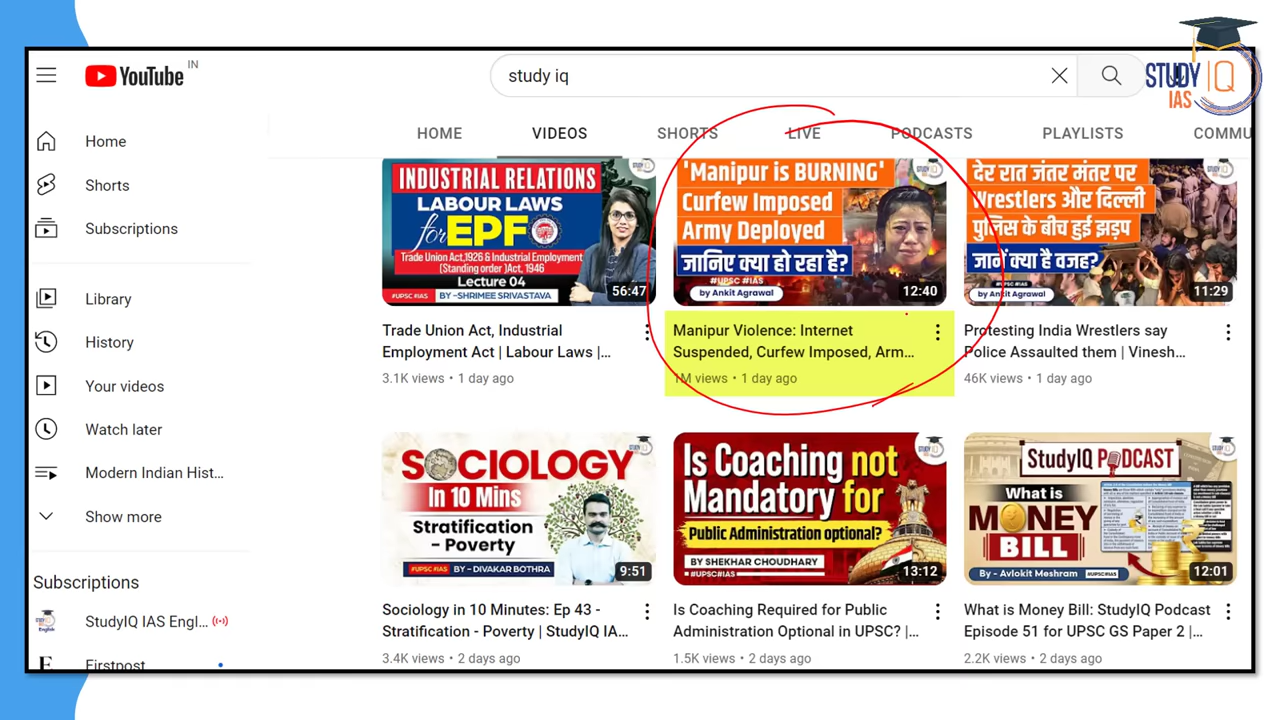 YouTube IN
study iq
STUDY IQ
IAS
Home
Shorts
Subscriptions
Library
History
Your videos
Watch later
Modern Indian Hist...
Show more
Subscriptions
StudyIQ IAS Engl...
Firstpost
HOME VIDEOS SHORTS LIVE PODCASTS PLAYLISTS COMMU
INDUSTRIAL RELATIONS
LABOUR LAWS
for EPF
Trade Union Act,1926 & Industrial Employment
(Standing order )Act, 1946
Lecture 04
#UPSC #IAS BY -SHRIMEE SRIVASTAVA
56:47
Trade Union Act, Industrial
Employment Act | Labour Laws |...
3.1K views • 1 day ago
'Manipur is BURNING'
Curfew Imposed
Army Deployed
जानिए क्या हो रहा है?
#UPSC #IAS
by Ankit Agrawal
12:40
Manipur Violence: Internet
Suspended, Curfew Imposed, Arm...
1M views • 1 day ago
देर रात जंतर मंतर पर
Wrestlers और दिल्ली
पुलिस के बीच हुई झड़प
जानें क्या है वजह?
#UPSC #IAS
by Ankit Agrawal
11:29
Protesting India Wrestlers say
Police Assaulted them | Vinesh...
46K views • 1 day ago
SOCIOLOGY
In 10 Mins
Stratification
- Poverty
#UPSC #IAS BY - DIVAKAR BOTHRA
9:51
Sociology in 10 Minutes: Ep 43 -
Stratification - Poverty | StudyIQ IA...
3.4K views • 2 days ago
Is Coaching not
Mandatory for
Public Administration optional?
BY SHEKHAR CHOUDHARY
#UPSC#IAS
13:12
Is Coaching Required for Public
Administration Optional in UPSC? |...
1.5K views • 2 days ago
StudyIQ PODCAST
What is
MONEY
BILL
By - Avlokit Meshram #UPSC#IAS
12:01
What is Money Bill: StudyIQ Podcast
Episode 51 for UPSC GS Paper 2 |...
2.2K views • 2 days ago